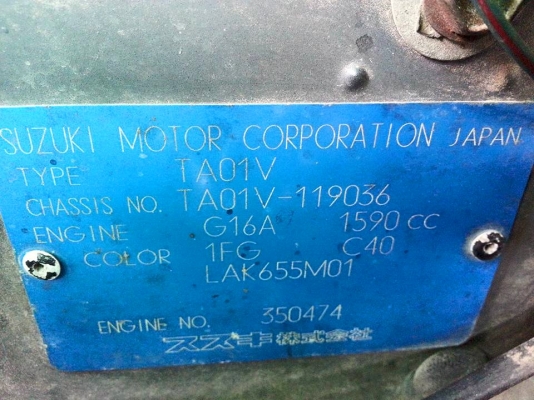 SUZUKI MOTOR CORPORATION JAPAN
TYPE TA01V
CHASSIS NO. TA01V-119036
ENGINE G16A 1590 cc
COLOR 1FG C40
LAK655M01
ENGINE NO. 350474
スズキ株式会社